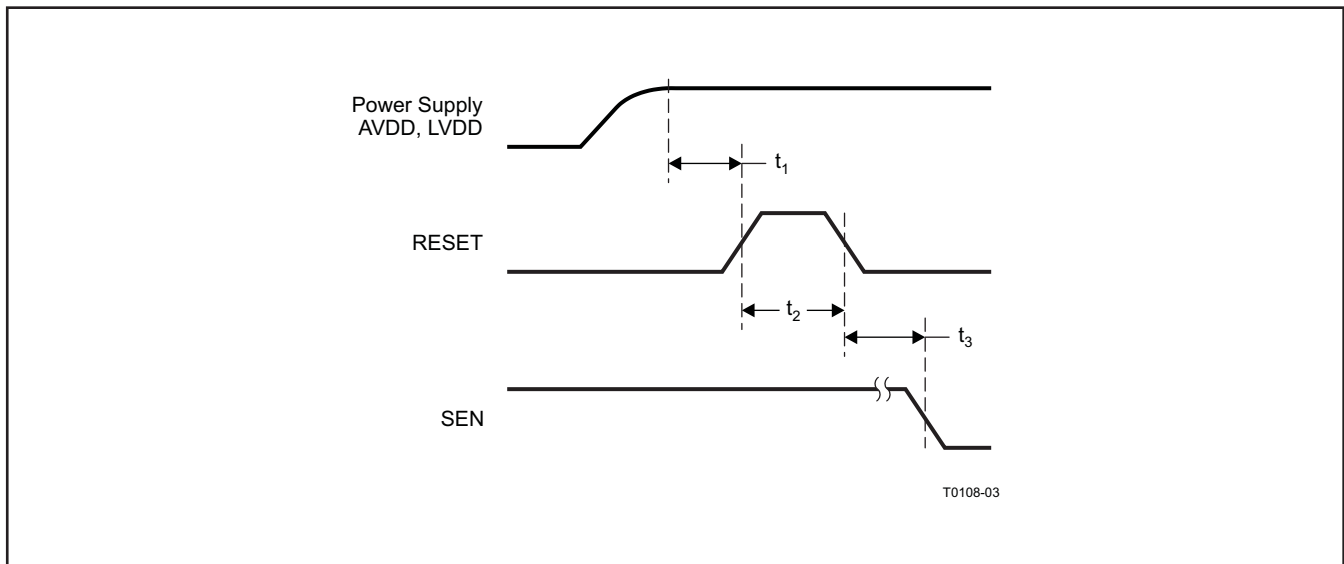 Power Supply
AVDD, LVDD
t₁
RESET
t₂
t₃
SEN
T0108-03